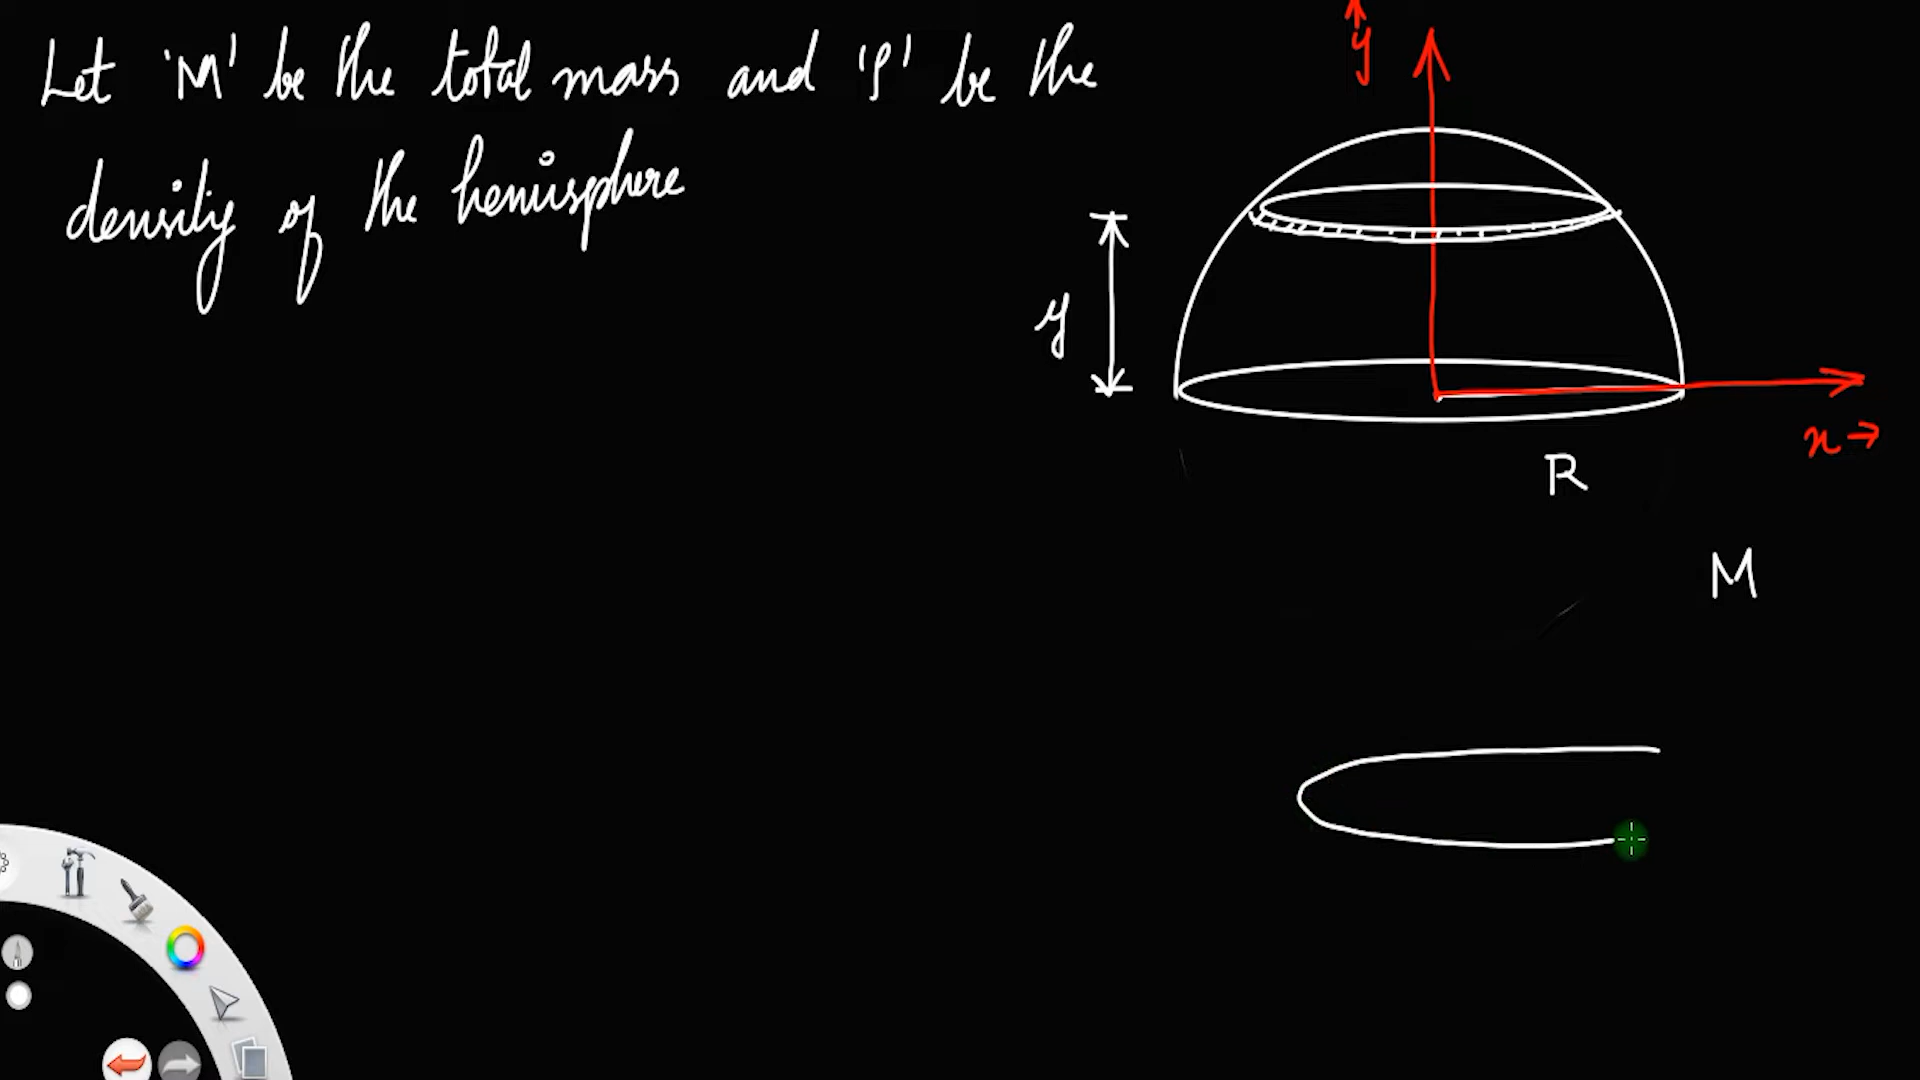 Let 'M' be the total mass and 'ρ' be the
density of the hemisphere
y
y
x →
R
M